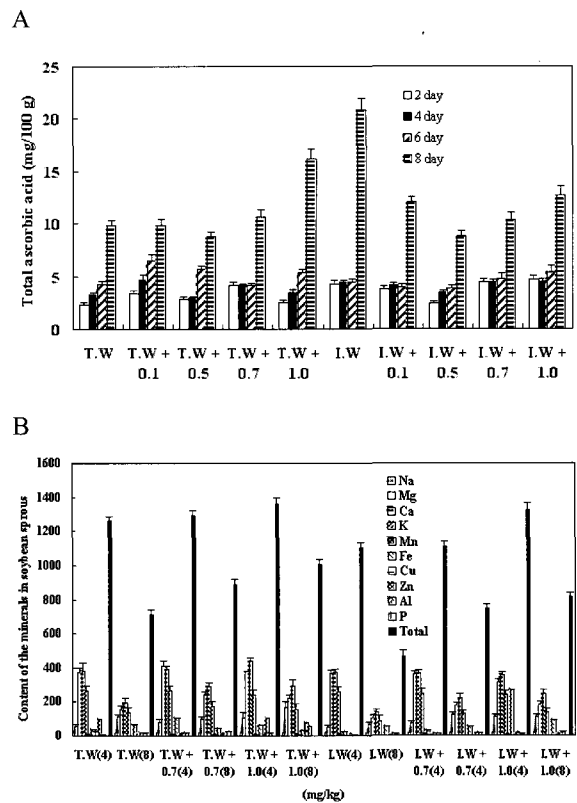 A
25
20
15
10
5
0
Total ascorbic acid (mg/100 g)
2 day
4 day
6 day
8 day
T.W T.W + T.W + T.W + T.W + I.W I.W + I.W + I.W + I.W +
0.1 0.5 0.7 1.0 0.1 0.5 0.7 1.0
B
1600
1400
1200
1000
800
600
400
200
0
Content of the minerals in soybean sprous
Na
Mg
Ca
K
Mn
Fe
Cu
Zn
Al
P
Total
T.W(4) T.W(8) T.W + T.W + T.W + T.W + I.W(4) I.W(8) I.W + I.W + I.W + I.W +
0.7(4) 0.7(8) 1.0(4) 1.0(8) 0.7(4) 0.7(4) 1.0(4) 1.0(8)
(mg/kg)